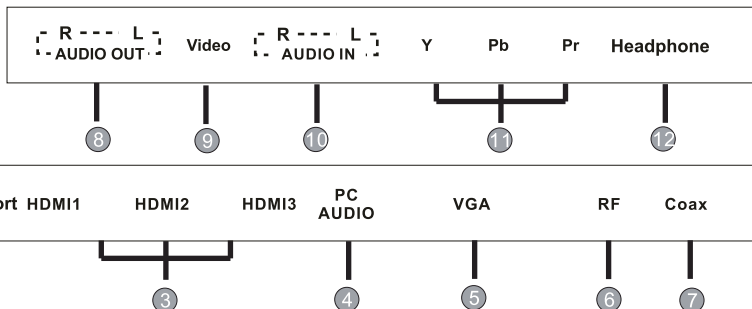 R L R L
AUDIO OUT Video AUDIO IN Y Pb Pr Headphone
8 9 10 11 12
ort HDMI1 HDMI2 HDMI3 PC AUDIO VGA RF Coax
3 4 5 6 7